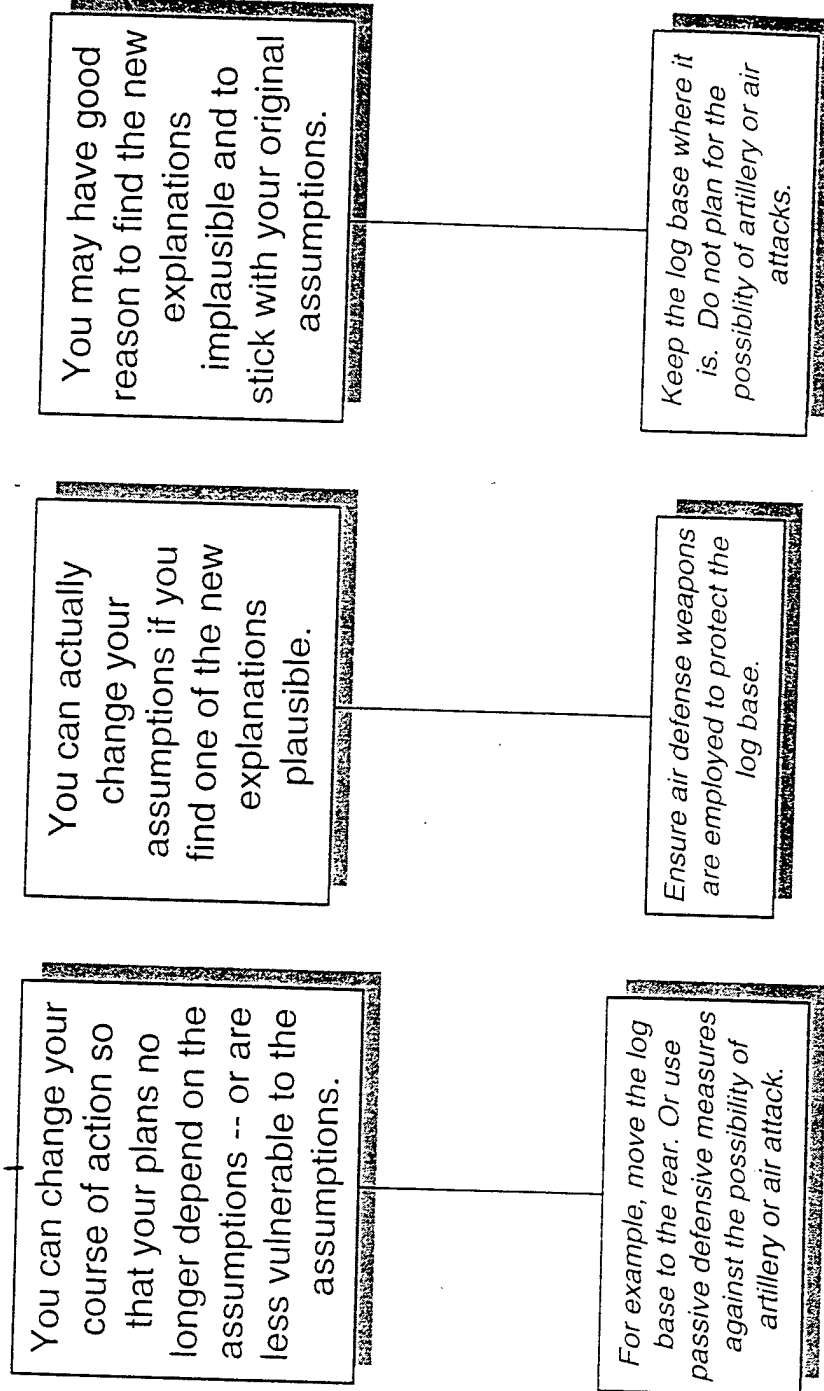 You can change your
course of action so
that your plans no
longer depend on the
assumptions -- or are
less vulnerable to the
assumptions.
You can actually
change your
assumptions if you
find one of the new
explanations
plausible.
You may have good
reason to find the new
explanations
implausible and to
stick with your original
assumptions.
For example, move the log
base to the rear. Or use
passive defensive measures
against the possibility of
artillery or air attack.
Ensure air defense weapons
are employed to protect the
log base.
Keep the log base where it
is. Do not plan for the
possiblity of artillery or air
attacks.